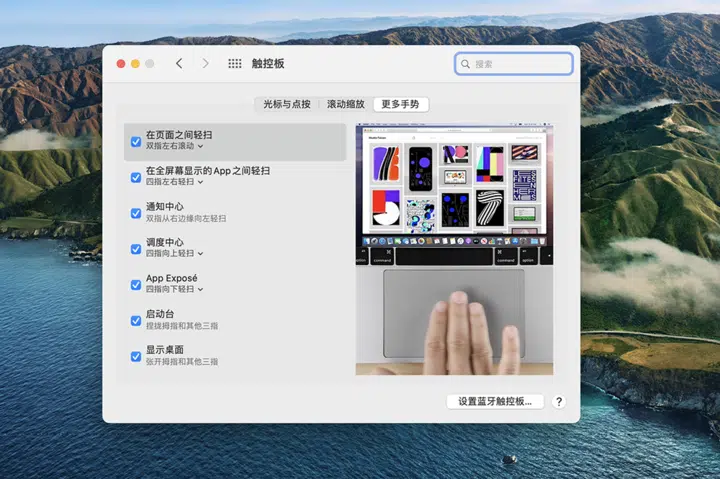 触控板
搜索
光标与点按 滚动缩放 更多手势
在页面之间轻扫
双指左右滚动
在全屏幕显示的App之间轻扫
四指左右轻扫
通知中心
双指从右边缘向左轻扫
调度中心
四指向上轻扫
App Exposé
四指向下轻扫
启动台
捏拢拇指和其他三指
显示桌面
张开拇指和其他三指
command command option
设置蓝牙触控板... ?